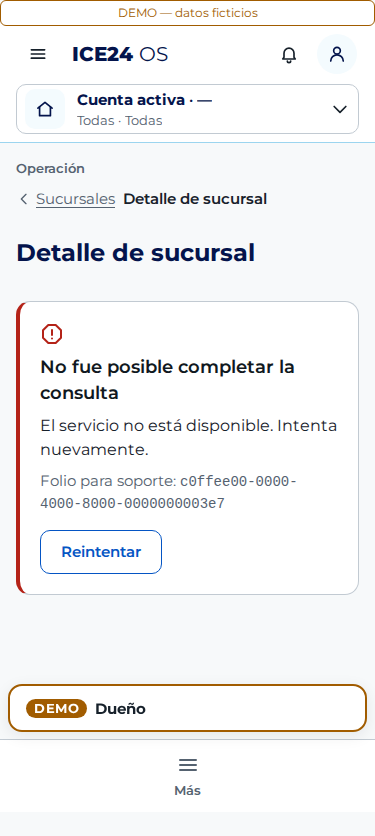 DEMO — datos ficticios
ICE24 OS
Cuenta activa · —
Todas · Todas
Operación
Sucursales Detalle de sucursal
Detalle de sucursal
No fue posible completar la
consulta
El servicio no está disponible. Intenta
nuevamente.
Folio para soporte: c0ffee00-0000-
4000-8000-0000000003e7
Reintentar
DEMO Dueño
Más